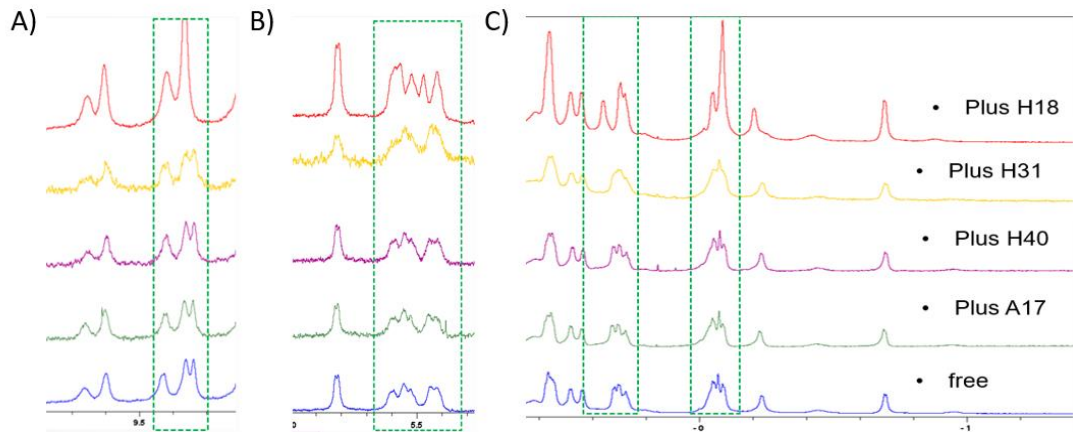 A)
B)
C)
• Plus H18
• Plus H31
• Plus H40
• Plus A17
• free
9.5
0
5.5
-0
-1